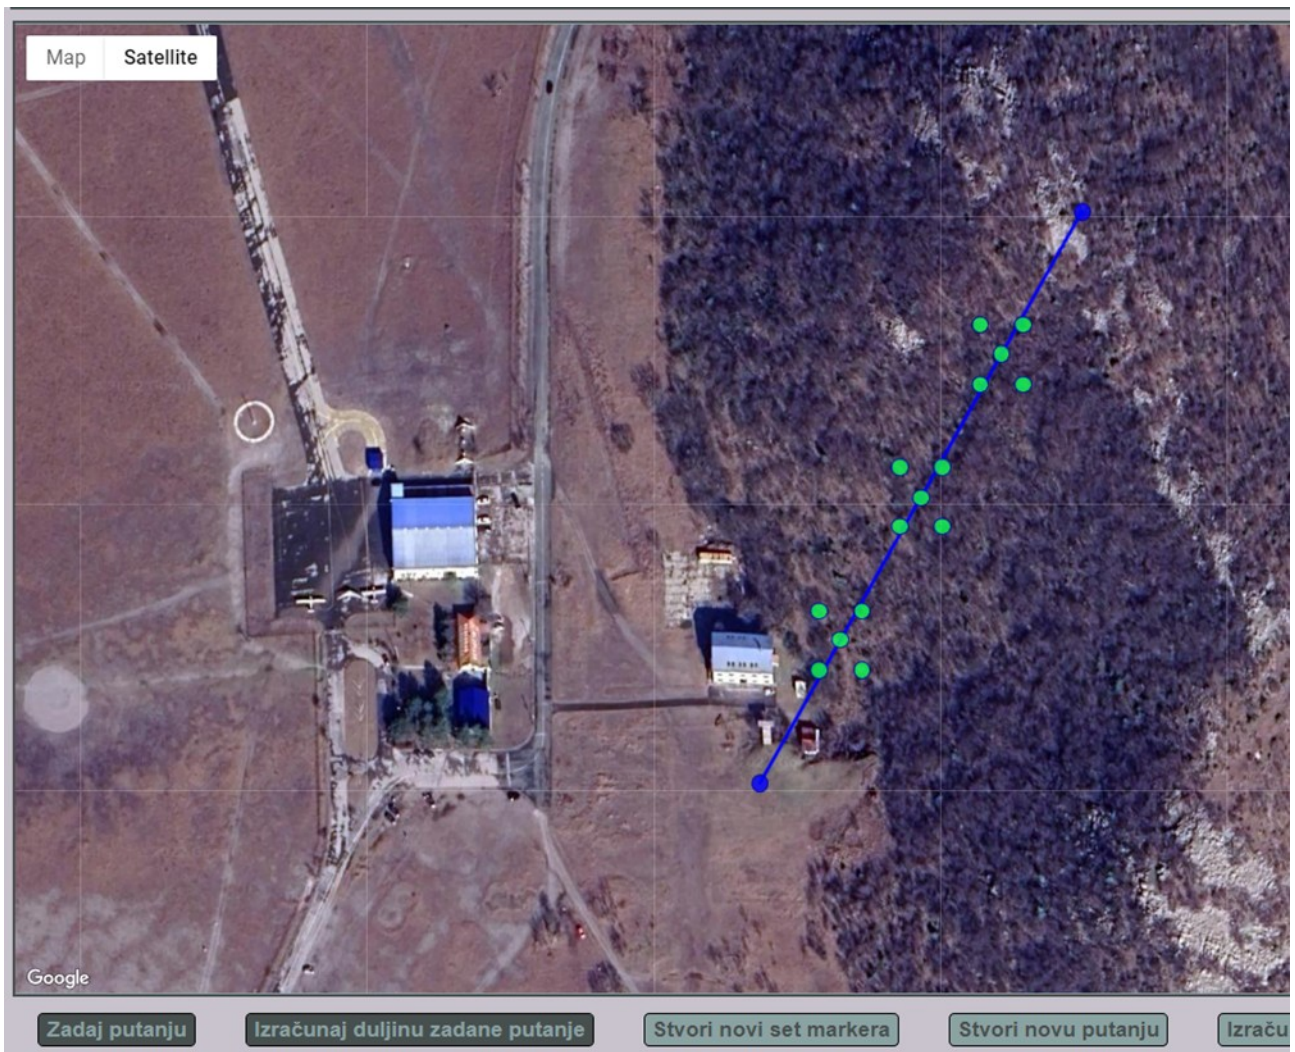 Map Satellite
Google
Zadaj putanju Izračunaj duljinu zadane putanje Stvori novi set markera Stvori novu putanju Izraču